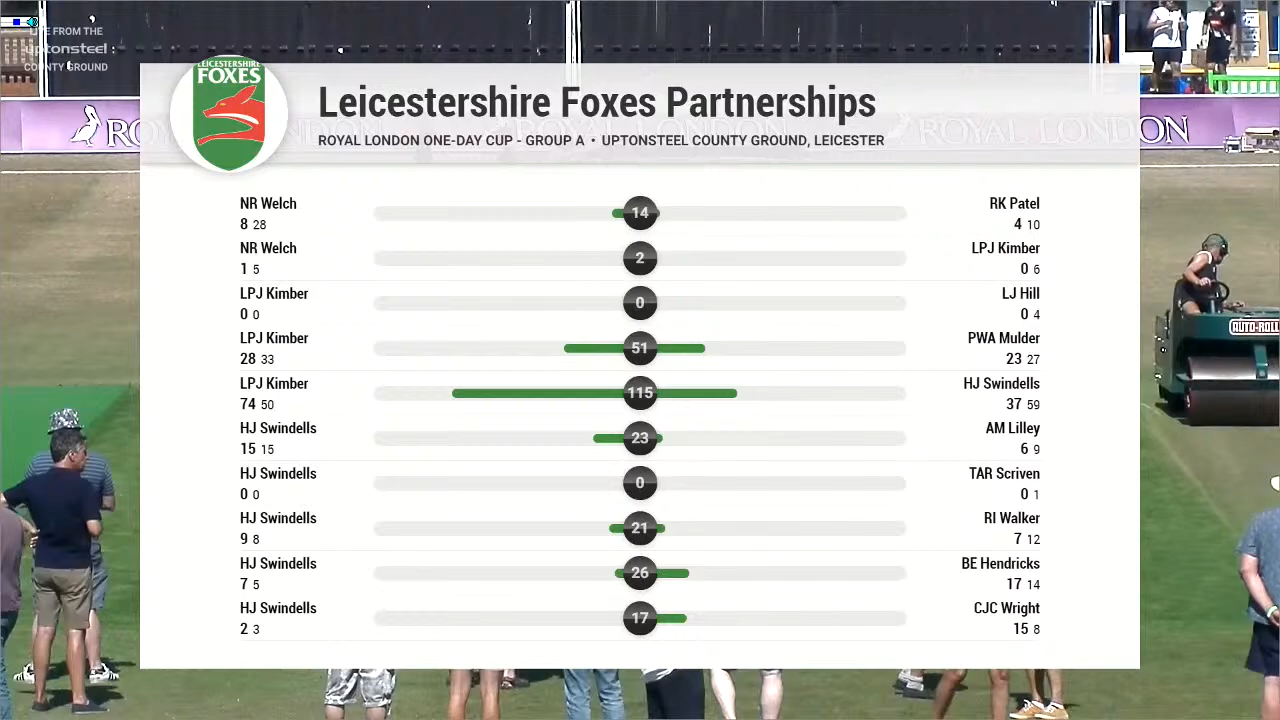 LIVE FROM THE
uptonsteel
COUNTY GROUND
LEICESTERSHIRE
FOXES
Leicestershire Foxes Partnerships
ROYAL LONDON ONE-DAY CUP - GROUP A • UPTONSTEEL COUNTY GROUND, LEICESTER
ROYAL LONDON
NR Welch 14 RK Patel
8 28 4 10
NR Welch 2 LPJ Kimber
1 5 0 6
LPJ Kimber 0 LJ Hill
0 0 0 4
LPJ Kimber 51 PWA Mulder
28 33 23 27
LPJ Kimber 115 HJ Swindells
74 50 37 59
HJ Swindells 23 AM Lilley
15 15 6 9
HJ Swindells 0 TAR Scriven
0 0 0 1
HJ Swindells 21 RI Walker
9 8 7 12
HJ Swindells 26 BE Hendricks
7 5 17 14
HJ Swindells 17 CJC Wright
2 3 15 8
AUTO-ROLL